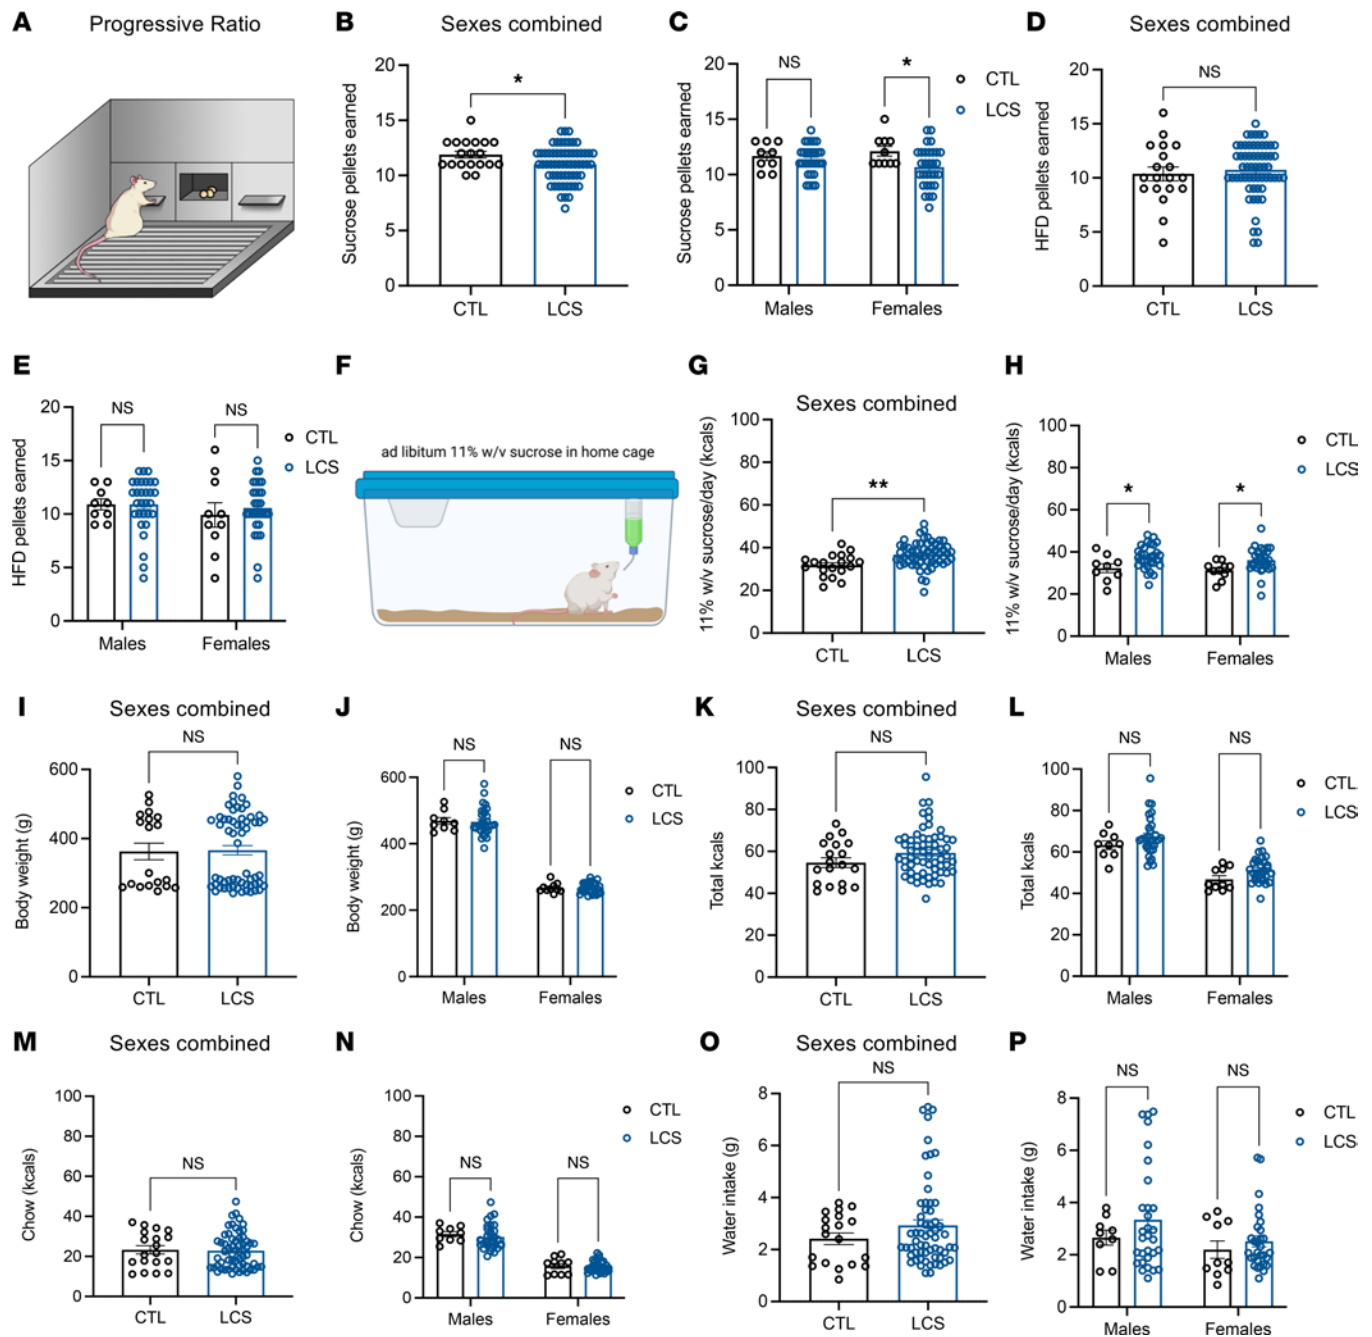 A Progressive Ratio
B Sexes combined
Sucrose pellets earned
20
15
10
5
0
*
CTL LCS
C
Sucrose pellets earned
20
15
10
5
0
NS *
CTL
LCS
Males Females
D Sexes combined
HFD pellets earned
20
15
10
5
0
NS
CTL LCS
E
HFD pellets earned
20
15
10
5
0
NS NS
CTL
LCS
Males Females
F
ad libitum 11% w/v sucrose in home cage
G
Sexes combined
11% w/v sucrose/day (kcals)
100
80
60
40
20
0
**
CTL LCS
H
11% w/v sucrose/day (kcals)
100
80
60
40
20
0
* *
CTL
LCS
Males Females
I Sexes combined
Body weight (g)
600
400
200
0
NS
CTL LCS
J
Body weight (g)
600
400
200
0
NS NS
CTL
LCS
Males Females
K Sexes combined
Total kcals
100
80
60
40
20
0
NS
CTL LCS
L
Total kcals
100
80
60
40
20
0
NS NS
CTL
LCS
Males Females
M Sexes combined
Chow (kcals)
100
80
60
40
20
0
NS
CTL LCS
N
Chow (kcals)
100
80
60
40
20
0
NS NS
CTL
LCS
Males Females
O Sexes combined
Water intake (g)
8
6
4
2
0
NS
CTL LCS
P
Water intake (g)
8
6
4
2
0
NS NS
CTL
LCS
Males Females